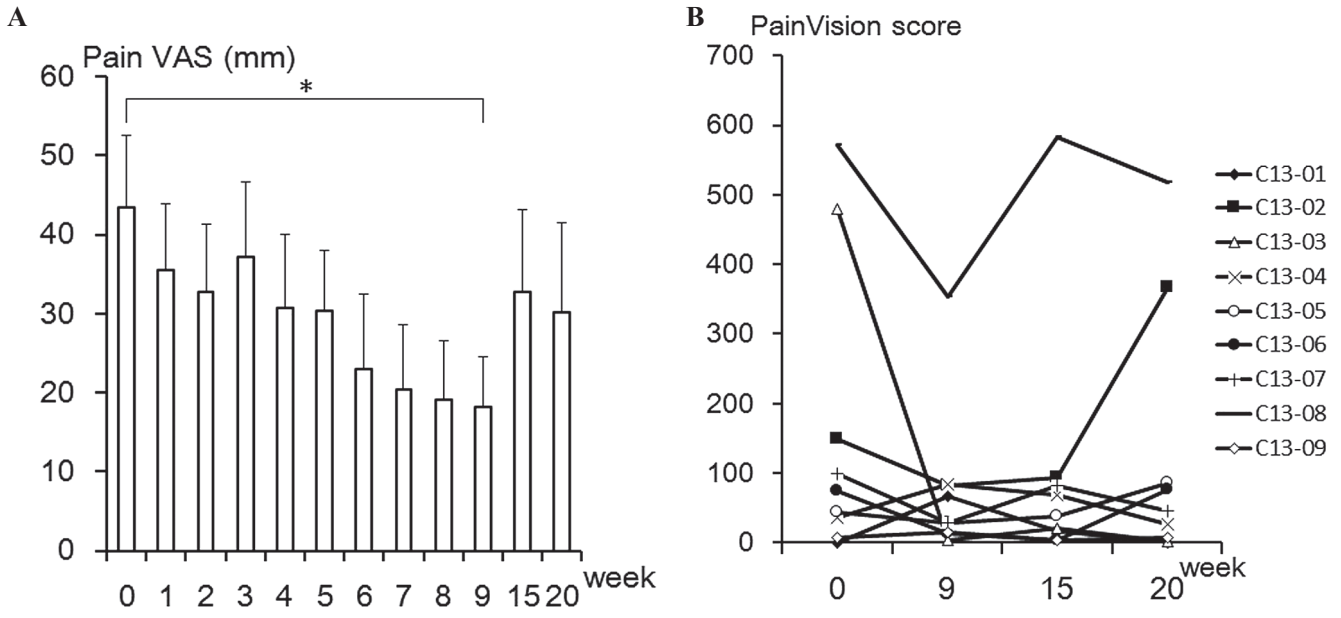 A
Pain VAS (mm)
60
50
40
30
20
10
0
*
0 1 2 3 4 5 6 7 8 9 15 20 week
B
PainVision score
700
600
500
400
300
200
100
0
0 9 15 20 week
C13-01
C13-02
C13-03
C13-04
C13-05
C13-06
C13-07
C13-08
C13-09